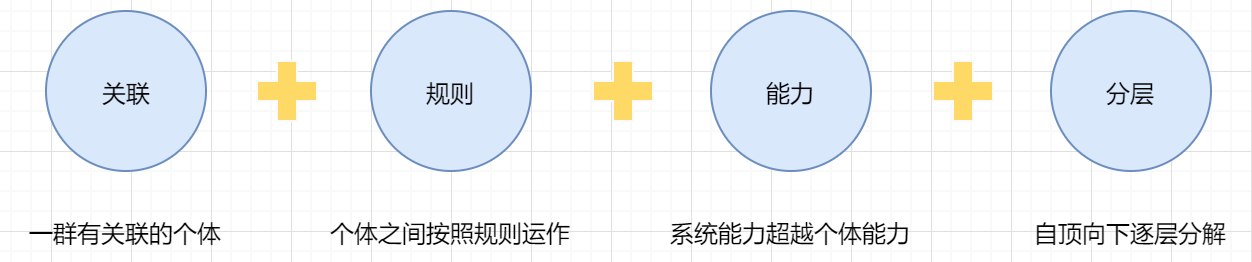 关联
规则
能力
分层
一群有关联的个体
个体之间按照规则运作
系统能力超越个体能力
自顶向下逐层分解